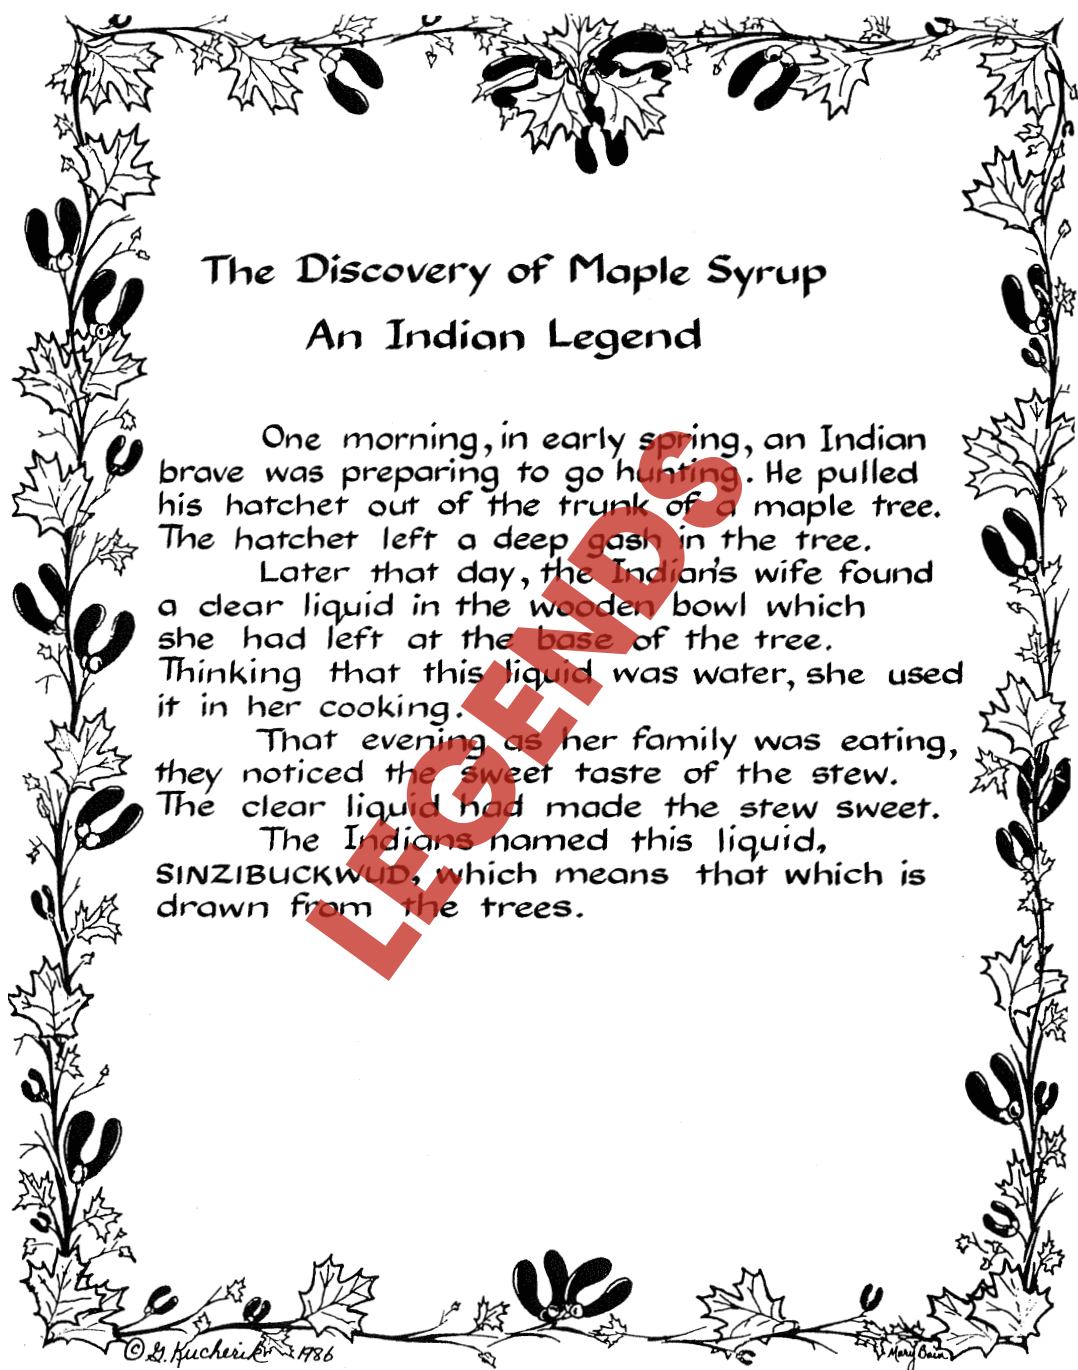 The Discovery of Maple Syrup
An Indian Legend
One morning, in early spring, an Indian
brave was preparing to go hunting. He pulled
his hatchet out of the trunk of a maple tree.
The hatchet left a deep gash in the tree.
Later that day, the Indian's wife found
a clear liquid in the wooden bowl which
she had left at the base of the tree.
Thinking that this liquid was water, she used
it in her cooking.
That evening as her family was eating,
they noticed the sweet taste of the stew.
The clear liquid had made the stew sweet.
The Indians named this liquid,
SINZIBUCKWUD, which means that which is
drawn from the trees.
LEGENDS
© G. Kucherik 1986
Mary Bain